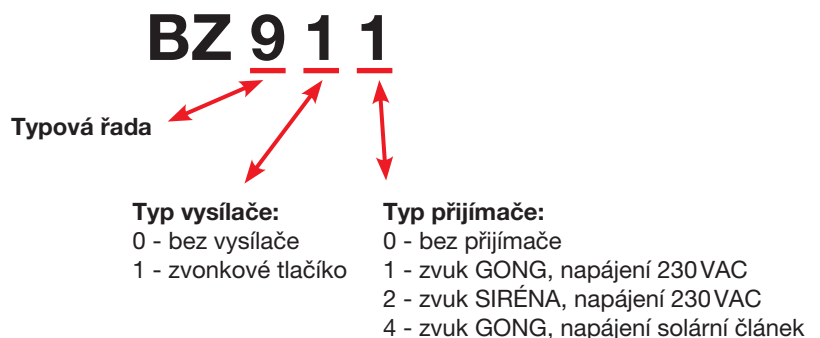 BZ 9 1 1
Typová řada
Typ vysílače:
0 - bez vysílače
1 - zvonkové tlačíko
Typ přijímače:
0 - bez přijímače
1 - zvuk GONG, napájení 230 VAC
2 - zvuk SIRÉNA, napájení 230 VAC
4 - zvuk GONG, napájení solární článek